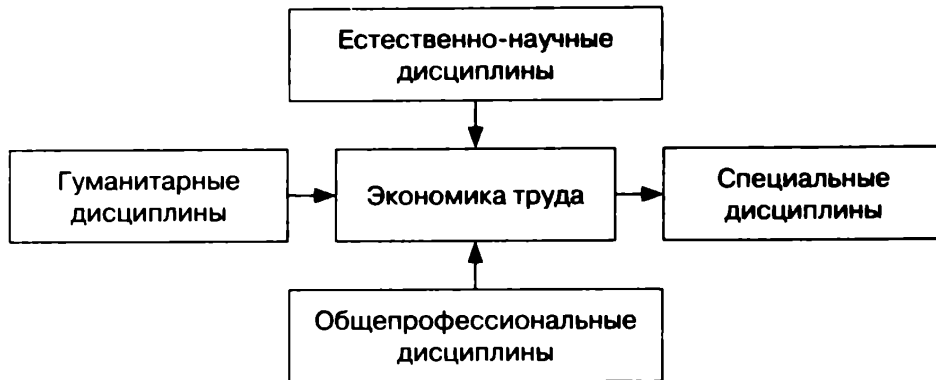 Естественно-научные
дисциплины
Гуманитарные
дисциплины
Экономика труда
Специальные
дисциплины
Общепрофессиональные
дисциплины